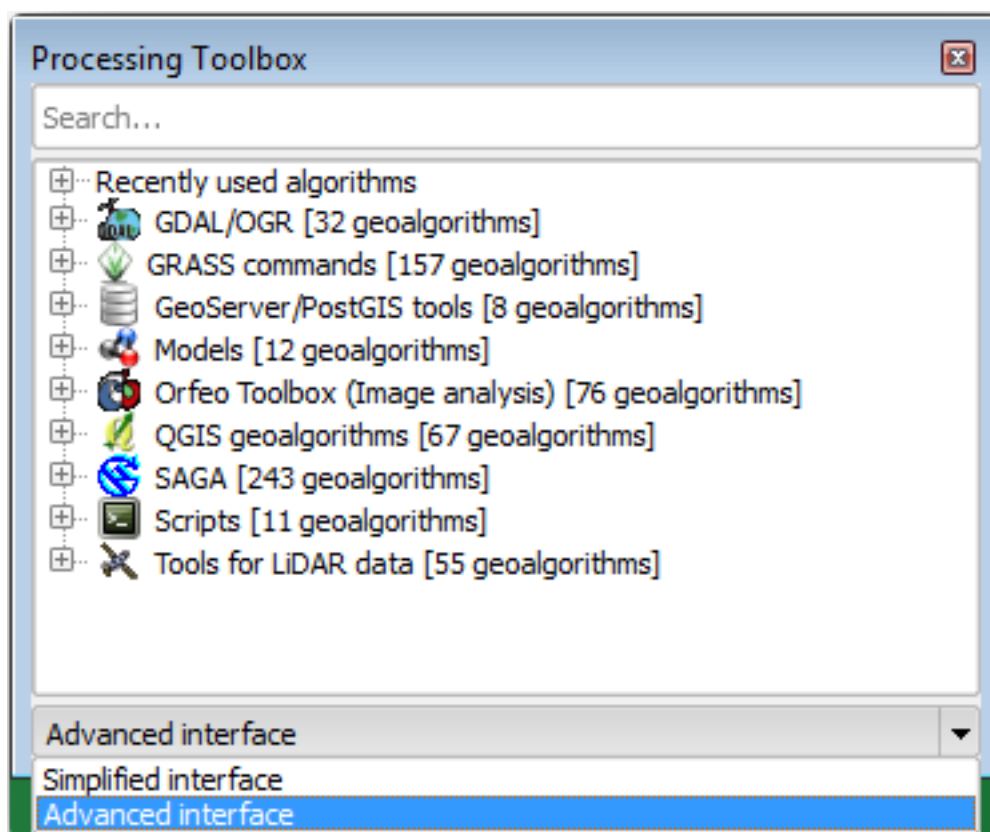 Processing Toolbox
Search...
Recently used algorithms
GDAL/OGR [32 geoalgorithms]
GRASS commands [157 geoalgorithms]
GeoServer/PostGIS tools [8 geoalgorithms]
Models [12 geoalgorithms]
Orfeo Toolbox (Image analysis) [76 geoalgorithms]
QGIS geoalgorithms [67 geoalgorithms]
SAGA [243 geoalgorithms]
Scripts [11 geoalgorithms]
Tools for LiDAR data [55 geoalgorithms]
Advanced interface
Simplified interface
Advanced interface